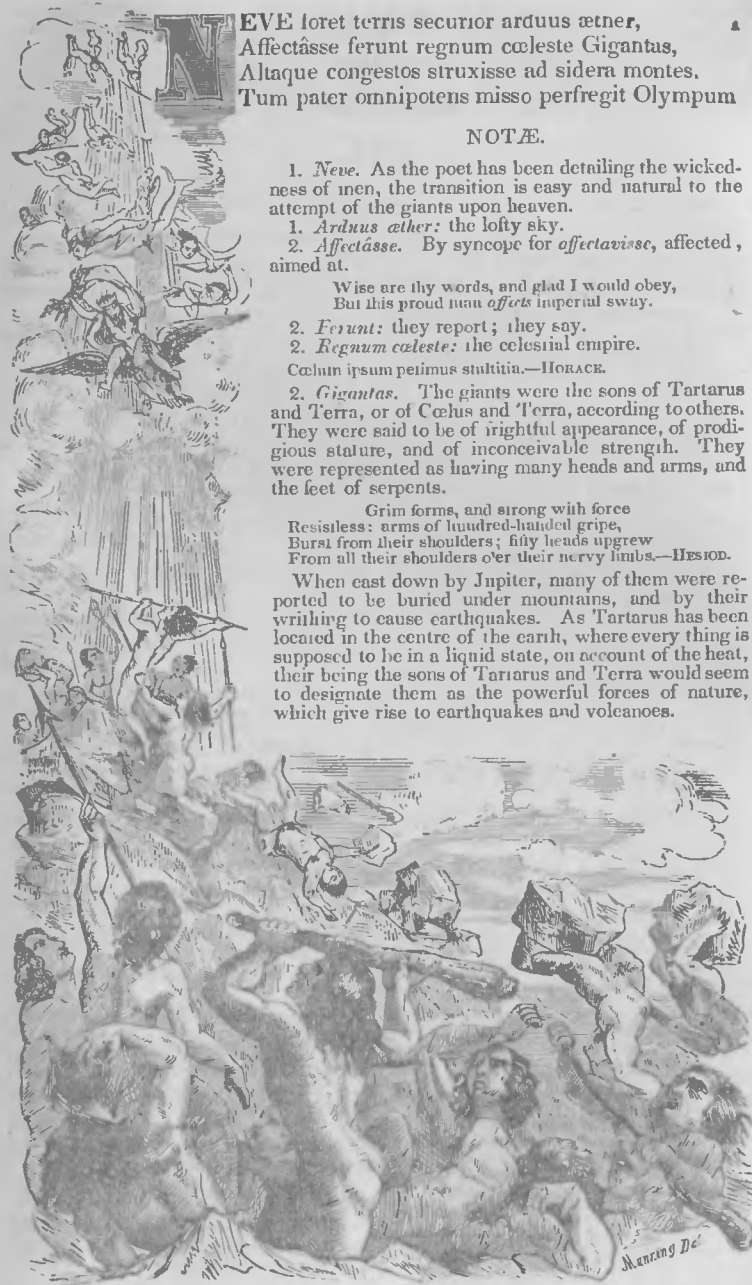 NEVE foret terris securior arduus æther, 1
Affectâsse ferunt regnum cœleste Gigantas,
Altaque congestos struxisse ad sidera montes.
Tum pater omnipotens misso perfregit Olympum
NOTÆ.
1. Neve. As the poet has been detailing the wicked-
ness of men, the transition is easy and natural to the
attempt of the giants upon heaven.
1. Arduus æther: the lofty sky.
2. Affectâsse. By syncope for affectavisse, affected,
aimed at.
Wise are thy words, and glad I would obey,
But this proud man affects imperial sway.
2. Ferunt: they report; they say.
2. Regnum cœleste: the celestial empire.
Cœlum ipsum petimus stultitia.—HORACE.
2. Gigantas. The giants were the sons of Tartarus
and Terra, or of Cœlus and Terra, according to others.
They were said to be of frightful appearance, of prodi-
gious stature, and of inconceivable strength. They
were represented as having many heads and arms, and
the feet of serpents.
Grim forms, and strong with force
Resistless: arms of hundred-handed gripe,
Burst from their shoulders; fifty heads upgrew
From all their shoulders o'er their nervy limbs.—HESIOD.
When cast down by Jupiter, many of them were re-
ported to be buried under mountains, and by their
writhing to cause earthquakes. As Tartarus has been
located in the centre of the earth, where every thing is
supposed to be in a liquid state, on account of the heat,
their being the sons of Tartarus and Terra would seem
to designate them as the powerful forces of nature,
which give rise to earthquakes and volcanoes.